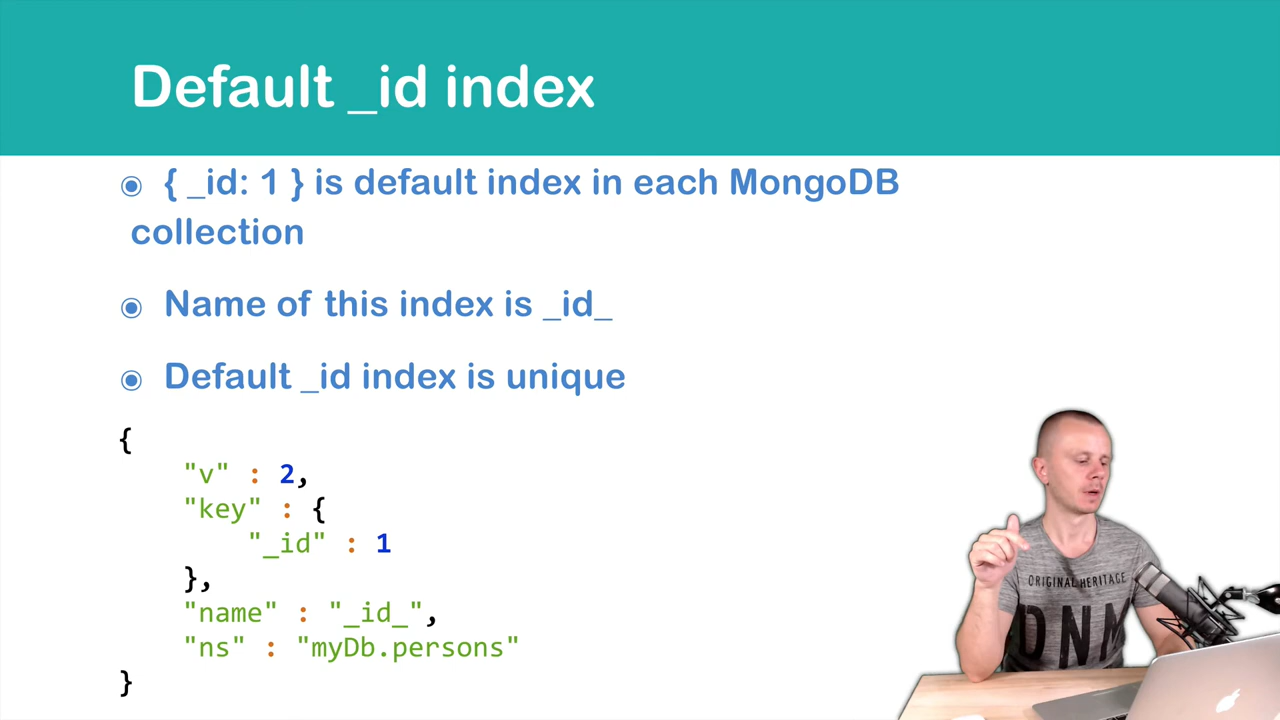 Default _id index
{ _id: 1 } is default index in each MongoDB
collection
Name of this index is _id_
Default _id index is unique
{
"v" : 2,
"key" : {
"_id" : 1
},
"name" : "_id_",
"ns" : "myDb.persons"
}
ORIGINAL HERITAGE
DNM